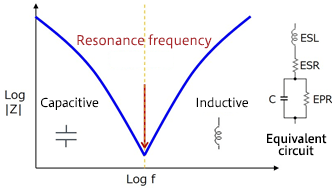 Resonance frequency
ESL
ESR
Log
|Z|
Capacitive
Inductive
C
EPR
Equivalent
circuit
Log f